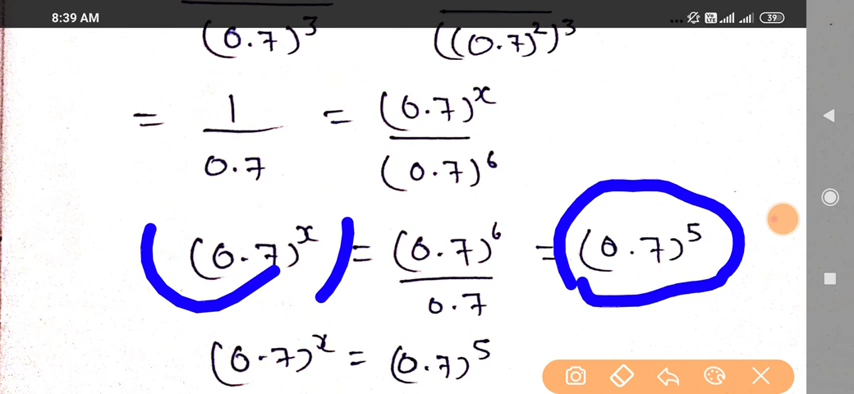 8:39 AM ... 39
(0.7)³ ((0.7)²)³
= 1/0.7 = (0.7)ˣ/(0.7)⁶
(0.7)ˣ = (0.7)⁶/0.7 = (0.7)⁵
(0.7)ˣ = (0.7)⁵